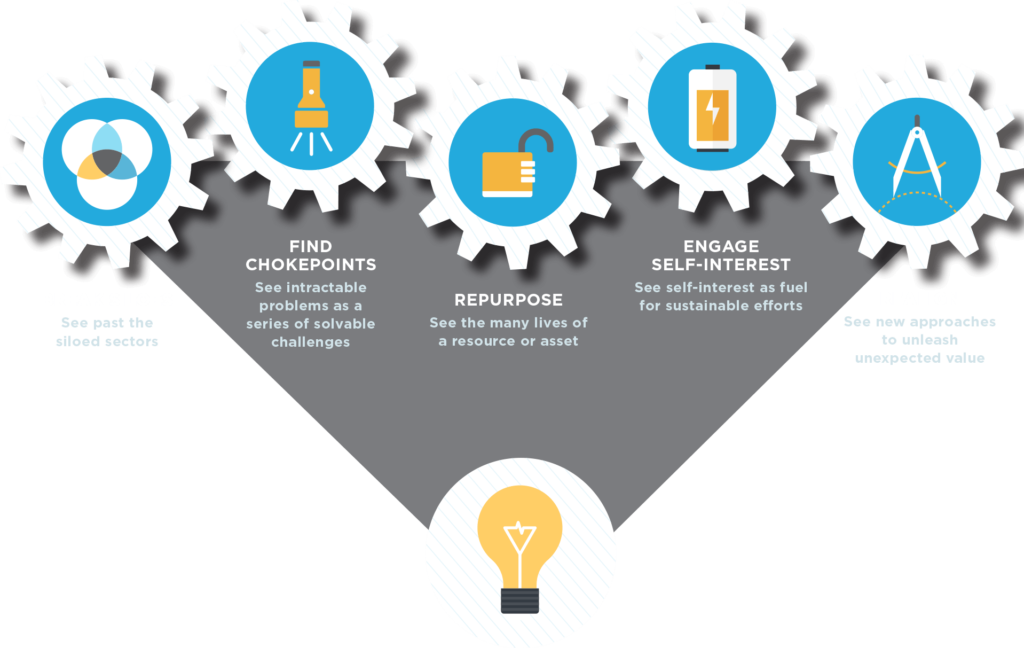 See past the
siloed sectors
FIND
CHOKEPOINTS
See intractable
problems as a
series of solvable
challenges
REPURPOSE
See the many lives of
a resource or asset
ENGAGE
SELF-INTEREST
See self-interest as fuel
for sustainable efforts
See new approaches
to unleash
unexpected value